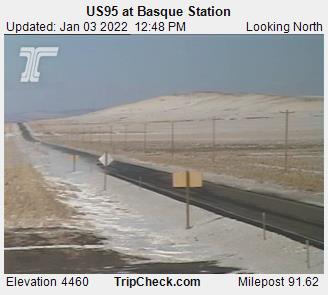 US95 at Basque Station
Updated: Jan 03 2022 12:48 PM Looking North
Elevation 4460 TripCheck.com Milepost 91.62